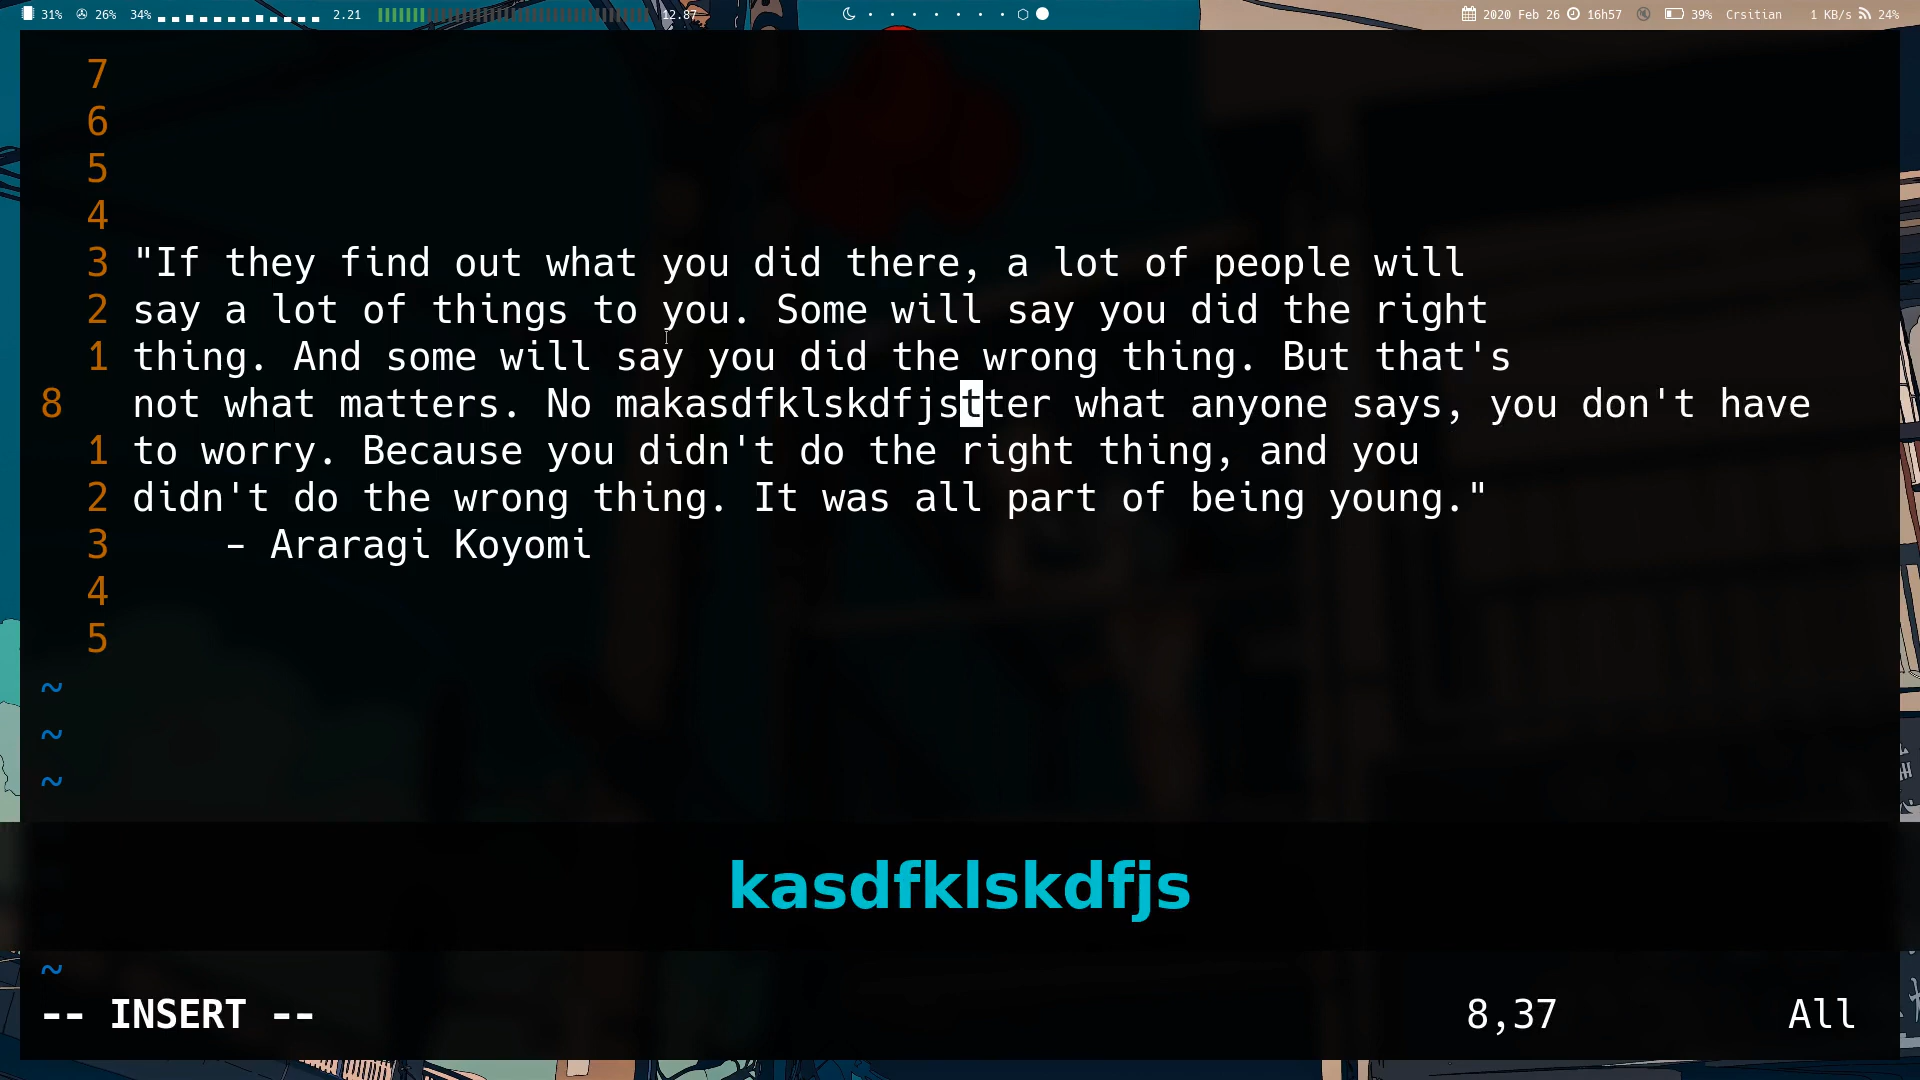 31% 26% 34% 2.21 12.87 2020 Feb 26 16h57 39% Crsitian 1 KB/s 24%
7
6
5
4
3 "If they find out what you did there, a lot of people will
2 say a lot of things to you. Some will say you did the right
1 thing. And some will say you did the wrong thing. But that's
8 not what matters. No makasdfklskdfjstter what anyone says, you don't have
1 to worry. Because you didn't do the right thing, and you
2 didn't do the wrong thing. It was all part of being young."
3 - Araragi Koyomi
4
5
~
~
~
kasdfklskdfjs
~
-- INSERT -- 8,37 All